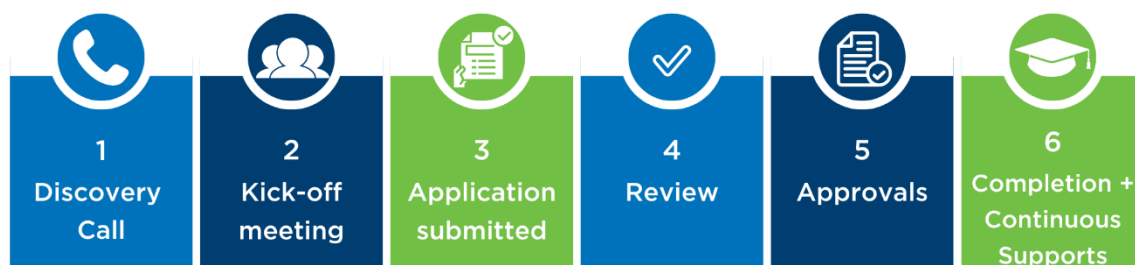 1
Discovery
Call
2
Kick-off
meeting
3
Application
submitted
4
Review
5
Approvals
6
Completion +
Continuous
Supports